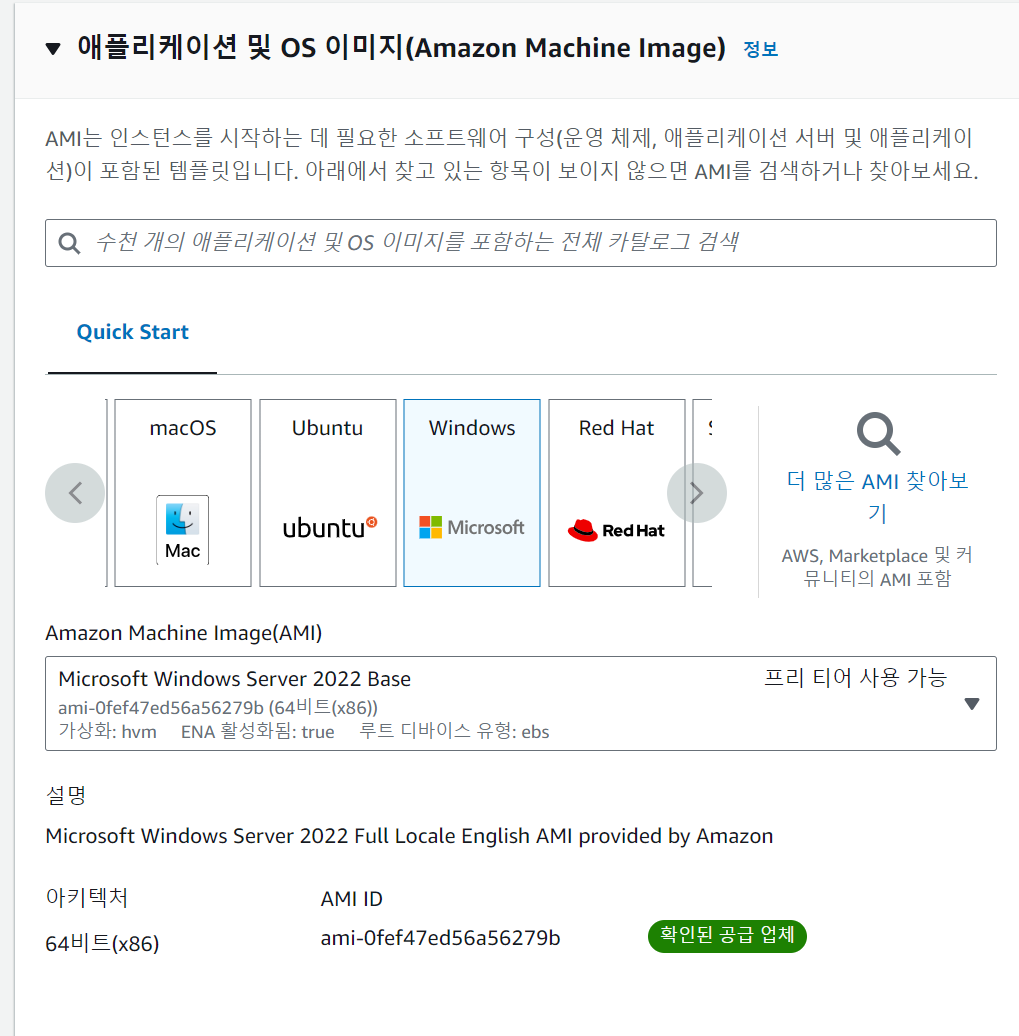 애플리케이션 및 OS 이미지(Amazon Machine Image) 정보
AMI는 인스턴스를 시작하는 데 필요한 소프트웨어 구성(운영 체제, 애플리케이션 서버 및 애플리케이
션)이 포함된 템플릿입니다. 아래에서 찾고 있는 항목이 보이지 않으면 AMI를 검색하거나 찾아보세요.
수천 개의 애플리케이션 및 OS 이미지를 포함하는 전체 카탈로그 검색
Quick Start
macOS
Mac
Ubuntu
ubuntu
Windows
Microsoft
Red Hat
Red Hat
더 많은 AMI 찾아보
기
AWS, Marketplace 및 커
뮤니티의 AMI 포함
Amazon Machine Image(AMI)
Microsoft Windows Server 2022 Base 프리 티어 사용 가능
ami-0fef47ed56a56279b (64비트(x86))
가상화: hvm ENA 활성화됨: true 루트 디바이스 유형: ebs
설명
Microsoft Windows Server 2022 Full Locale English AMI provided by Amazon
아키텍처 AMI ID
64비트(x86) ami-0fef47ed56a56279b 확인된 공급 업체